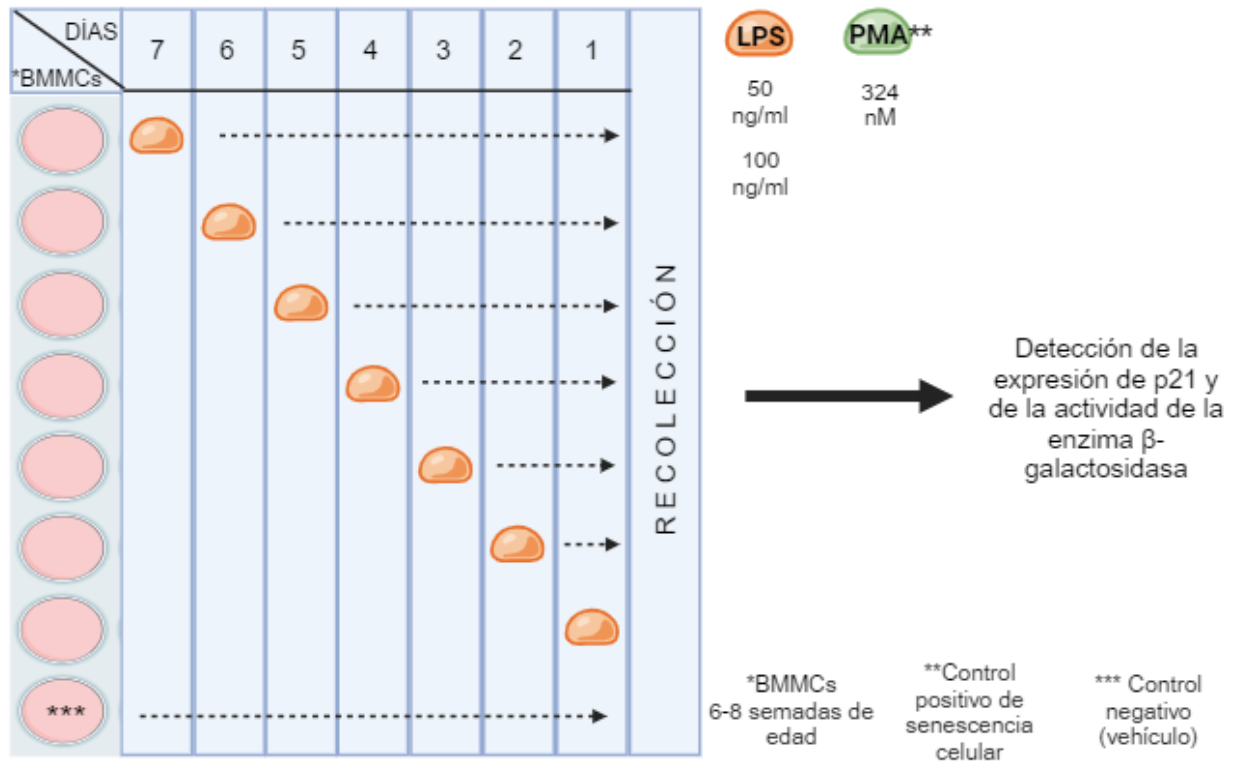 DİAS
*BMMCs
7 6 5 4 3 2 1
LPS
50
ng/ml
100
ng/ml
PMA**
324
nM
RECOLECCIÓN
Detección de la
expresión de p21 y
de la actividad de la
enzima β-
galactosidasa
***
*BMMCs
6-8 semadas de
edad
**Control
positivo de
senescencia
celular
*** Control
negativo
(vehículo)